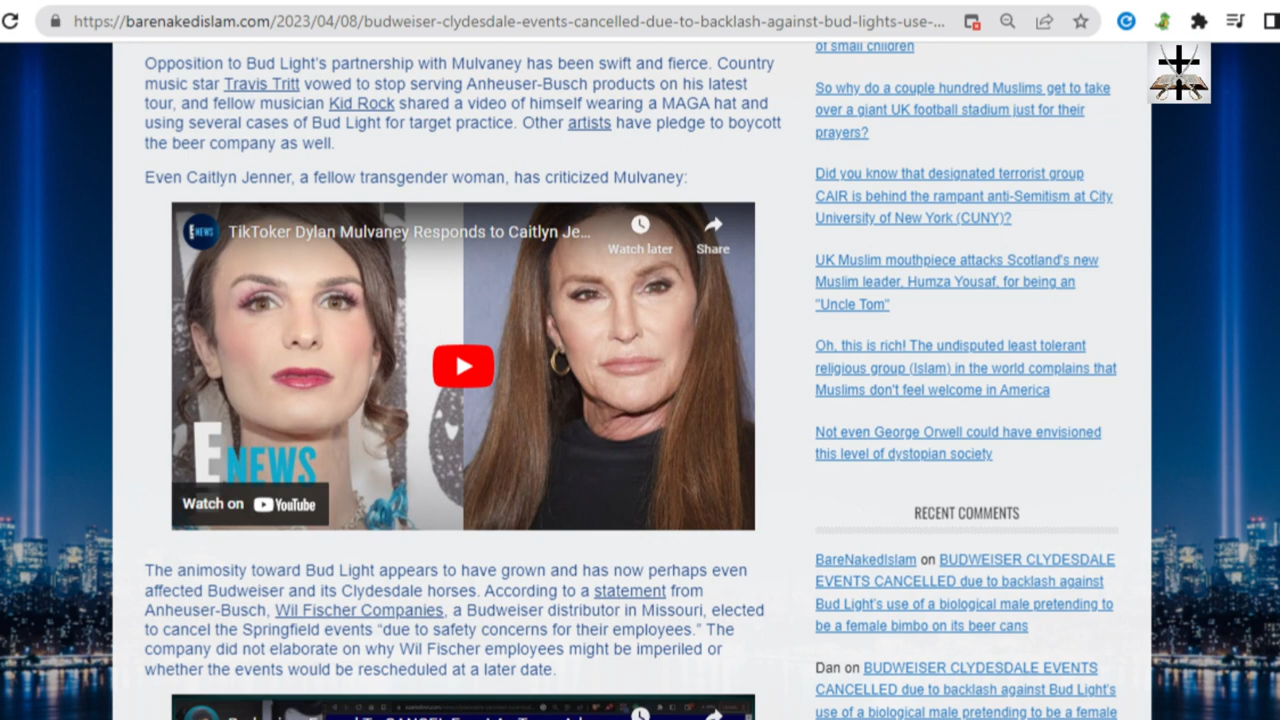 https://barenakedislam.com/2023/04/08/budweiser-clydesdale-events-cancelled-due-to-backlash-against-bud-lights-use-...
Opposition to Bud Light's partnership with Mulvaney has been swift and fierce. Country
music star Travis Tritt vowed to stop serving Anheuser-Busch products on his latest
tour, and fellow musician Kid Rock shared a video of himself wearing a MAGA hat and
using several cases of Bud Light for target practice. Other artists have pledge to boycott
the beer company as well.
Even Caitlyn Jenner, a fellow transgender woman, has criticized Mulvaney:
E NEWS
TikToker Dylan Mulvaney Responds to Caitlyn Je...
Watch later
Share
E NEWS
Watch on YouTube
The animosity toward Bud Light appears to have grown and has now perhaps even
affected Budweiser and its Clydesdale horses. According to a statement from
Anheuser-Busch, Wil Fischer Companies, a Budweiser distributor in Missouri, elected
to cancel the Springfield events “due to safety concerns for their employees.” The
company did not elaborate on why Wil Fischer employees might be imperiled or
whether the events would be rescheduled at a later date.
of small children
So why do a couple hundred Muslims get to take
over a giant UK football stadium just for their
prayers?
Did you know that designated terrorist group
CAIR is behind the rampant anti-Semitism at City
University of New York (CUNY)?
UK Muslim mouthpiece attacks Scotland's new
Muslim leader, Humza Yousaf, for being an
"Uncle Tom"
Oh, this is rich! The undisputed least tolerant
religious group (Islam) in the world complains that
Muslims don't feel welcome in America
Not even George Orwell could have envisioned
this level of dystopian society
RECENT COMMENTS
BareNakedIslam on BUDWEISER CLYDESDALE
EVENTS CANCELLED due to backlash against
Bud Light's use of a biological male pretending to
be a female bimbo on its beer cans
Dan on BUDWEISER CLYDESDALE EVENTS
CANCELLED due to backlash against Bud Light's
use of a biological male pretending to be a female